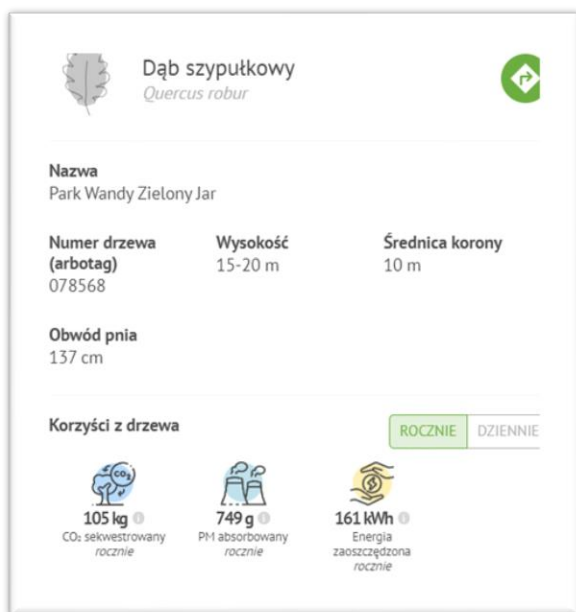 Dąb szypułkowy
Quercus robur
Nazwa
Park Wandy Zielony Jar
Numer drzewa
(arbotag)
078568
Wysokość
15-20 m
Średnica korony
10 m
Obwód pnia
137 cm
Korzyści z drzewa
ROCZNIE
DZIENNIE
CO₂
105 kg
CO₂ sekwestrowany
rocznie
749 g
PM absorbowany
rocznie
161 kWh
Energia
zaoszczędzona
rocznie